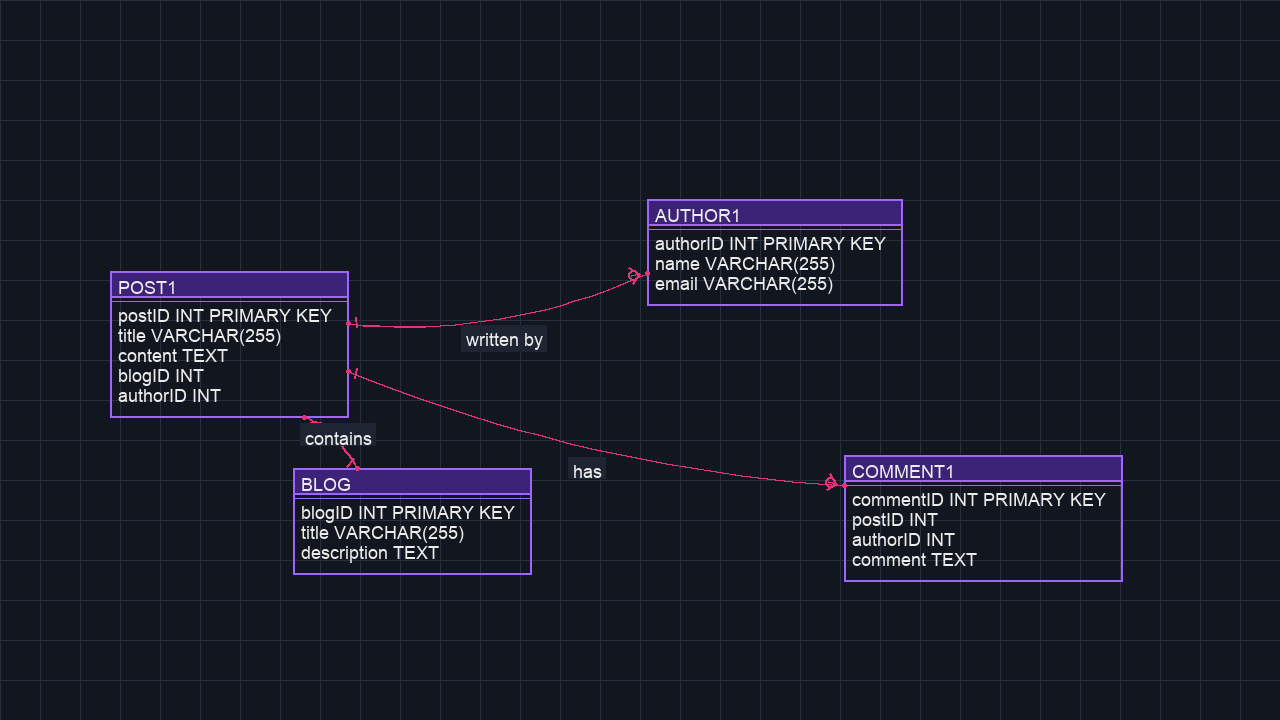 AUTHOR1
authorID INT PRIMARY KEY
name VARCHAR(255)
email VARCHAR(255)
POST1
postID INT PRIMARY KEY
title VARCHAR(255)
content TEXT
blogID INT
authorID INT
written by
contains
has
BLOG
blogID INT PRIMARY KEY
title VARCHAR(255)
description TEXT
COMMENT1
commentID INT PRIMARY KEY
postID INT
authorID INT
comment TEXT